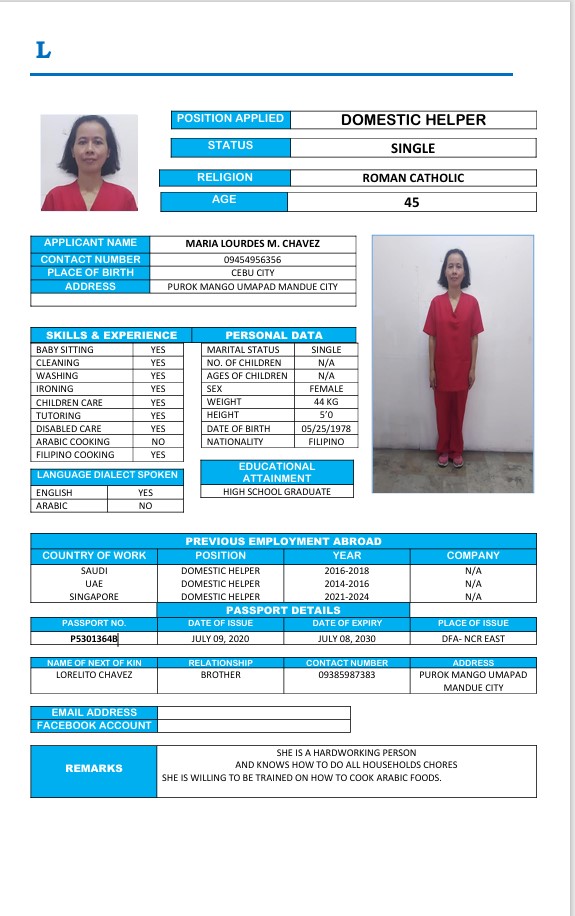 L
POSITION APPLIED DOMESTIC HELPER
STATUS SINGLE
RELIGION ROMAN CATHOLIC
AGE 45
APPLICANT NAME MARIA LOURDES M. CHAVEZ
CONTACT NUMBER 09454956356
PLACE OF BIRTH CEBU CITY
ADDRESS PUROK MANGO UMAPAD MANDUE CITY
SKILLS & EXPERIENCE PERSONAL DATA
BABY SITTING YES MARITAL STATUS SINGLE
CLEANING YES NO. OF CHILDREN N/A
WASHING YES AGES OF CHILDREN N/A
IRONING YES SEX FEMALE
CHILDREN CARE YES WEIGHT 44 KG
TUTORING YES HEIGHT 5'0
DISABLED CARE YES DATE OF BIRTH 05/25/1978
ARABIC COOKING NO NATIONALITY FILIPINO
FILIPINO COOKING YES
LANGUAGE DIALECT SPOKEN
ENGLISH YES
ARABIC NO
EDUCATIONAL
ATTAINMENT
HIGH SCHOOL GRADUATE
PREVIOUS EMPLOYMENT ABROAD
COUNTRY OF WORK POSITION YEAR COMPANY
SAUDI DOMESTIC HELPER 2016-2018 N/A
UAE DOMESTIC HELPER 2014-2016 N/A
SINGAPORE DOMESTIC HELPER 2021-2024 N/A
PASSPORT DETAILS
PASSPORT NO. DATE OF ISSUE DATE OF EXPIRY PLACE OF ISSUE
P5301364B JULY 09, 2020 JULY 08, 2030 DFA- NCR EAST
NAME OF NEXT OF KIN RELATIONSHIP CONTACT NUMBER ADDRESS
LORELITO CHAVEZ BROTHER 09385987383 PUROK MANGO UMAPAD
MANDUE CITY
EMAIL ADDRESS
FACEBOOK ACCOUNT
REMARKS
SHE IS A HARDWORKING PERSON
AND KNOWS HOW TO DO ALL HOUSEHOLDS CHORES
SHE IS WILLING TO BE TRAINED ON HOW TO COOK ARABIC FOODS.